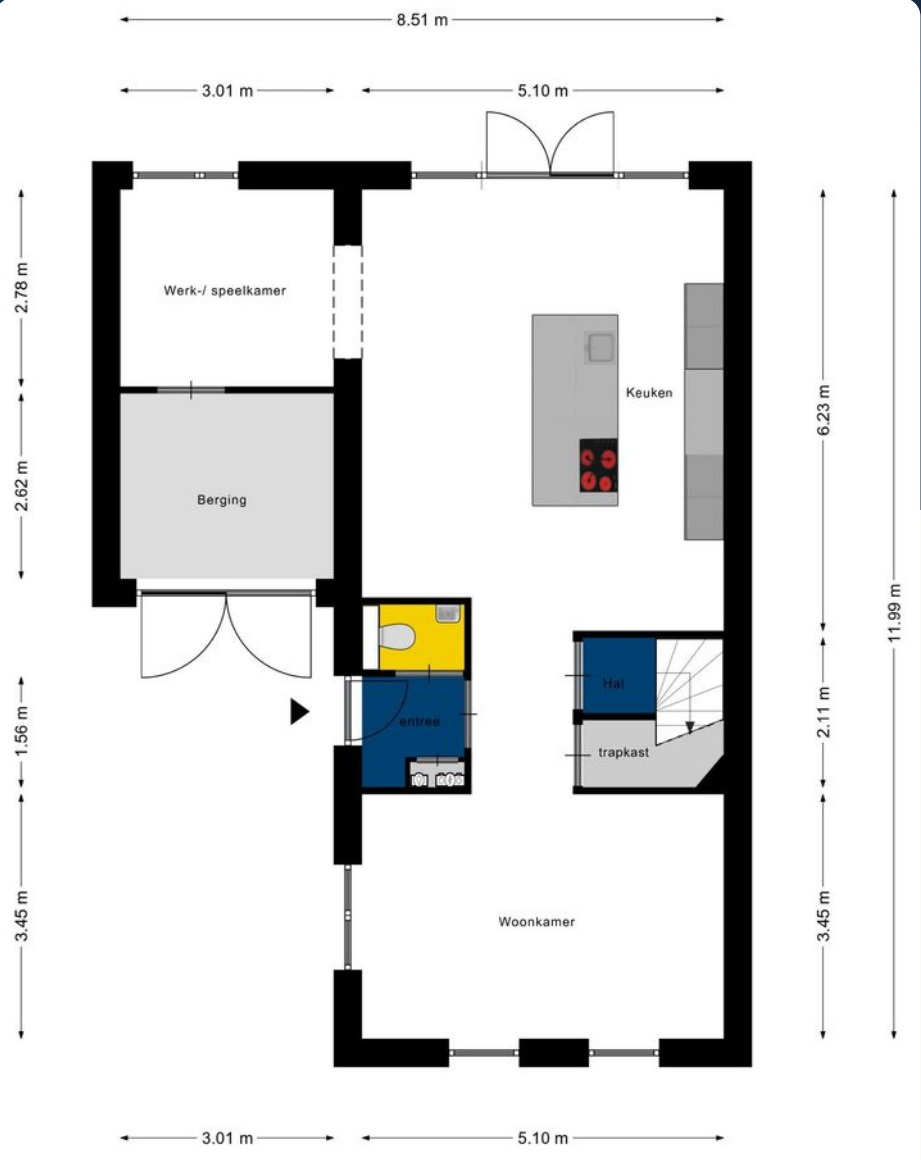 8.51 m
3.01 m
5.10 m
2.78 m
Werk-/ speelkamer
Keuken
6.23 m
2.62 m
Berging
11.99 m
Hal
entree
1.56 m
2.11 m
trapkast
3.45 m
Woonkamer
3.45 m
3.01 m
5.10 m